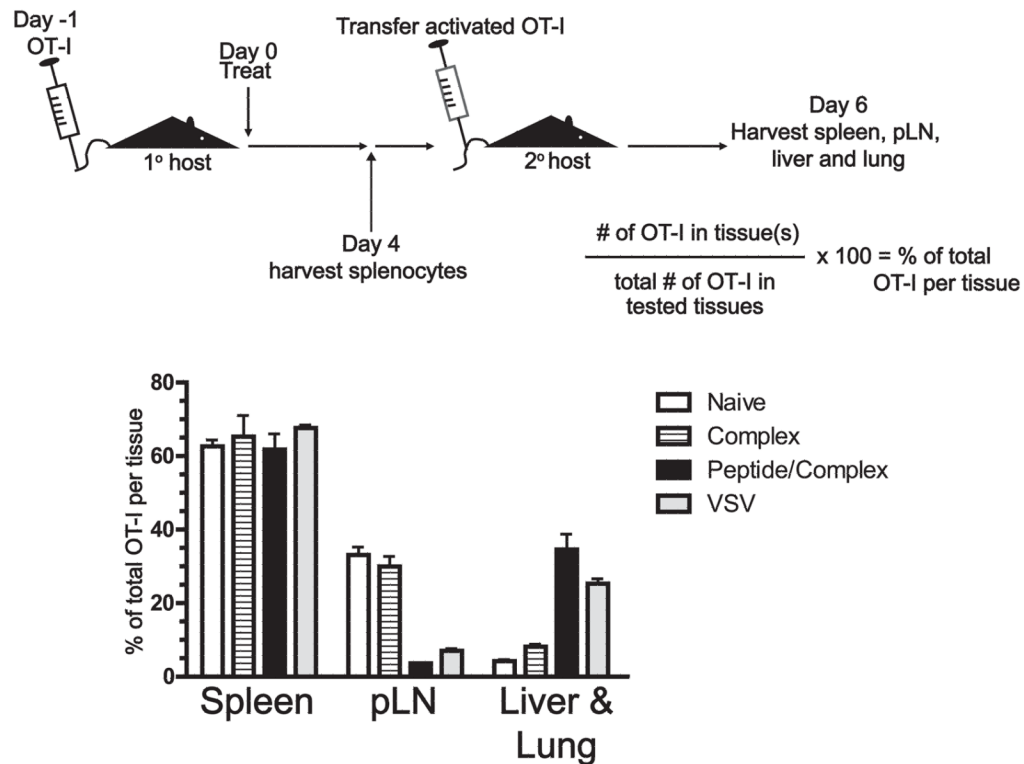 Day -1
OT-I
Day 0
Treat
1º host
Day 4
harvest splenocytes
Transfer activated OT-I
2º host
Day 6
Harvest spleen, pLN,
liver and lung
# of OT-I in tissue(s)
total # of OT-I in
tested tissues
x 100 = % of total
OT-I per tissue
% of total OT-I per tissue
80
60
40
20
0
Spleen
pLN
Liver &
Lung
Naive
Complex
Peptide/Complex
VSV